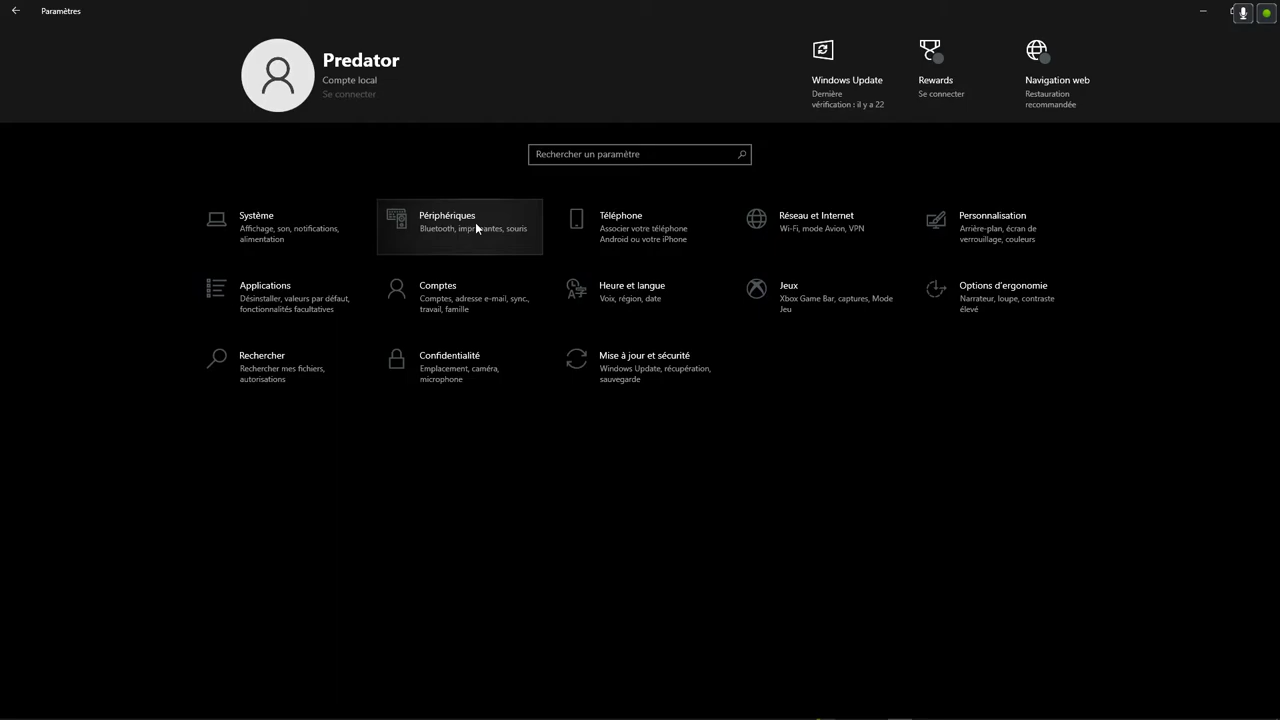 Paramètres
Predator
Compte local
Se connecter
Windows Update
Dernière
vérification : il y a 22
Rewards
Se connecter
Navigation web
Restauration
recommandée
Rechercher un paramètre
Système
Affichage, son, notifications,
alimentation
Périphériques
Bluetooth, imprimantes, souris
Téléphone
Associer votre téléphone
Android ou votre iPhone
Réseau et Internet
Wi-Fi, mode Avion, VPN
Personnalisation
Arrière-plan, écran de
verrouillage, couleurs
Applications
Désinstaller, valeurs par défaut,
fonctionnalités facultatives
Comptes
Comptes, adresse e-mail, sync.,
travail, famille
Heure et langue
Voix, région, date
Jeux
Xbox Game Bar, captures, Mode
Jeu
Options d'ergonomie
Narrateur, loupe, contraste
élevé
Rechercher
Rechercher mes fichiers,
autorisations
Confidentialité
Emplacement, caméra,
microphone
Mise à jour et sécurité
Windows Update, récupération,
sauvegarde